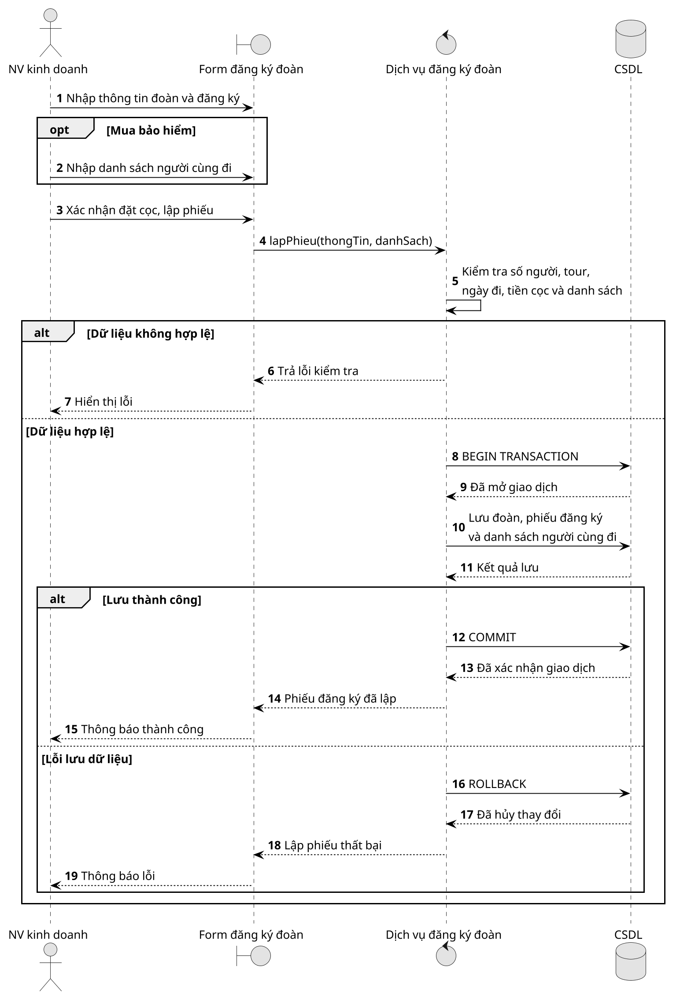 NV kinh doanh
Form đăng ký đoàn
Dịch vụ đăng ký đoàn
CSDL
1 Nhập thông tin đoàn và đăng ký
opt [Mua bảo hiểm]
2 Nhập danh sách người cùng đi
3 Xác nhận đặt cọc, lập phiếu
4 lapPhieu(thongTin, danhSach)
5 Kiểm tra số người, tour,
ngày đi, tiền cọc và danh sách
alt [Dữ liệu không hợp lệ]
6 Trả lỗi kiểm tra
7 Hiển thị lỗi
[Dữ liệu hợp lệ]
8 BEGIN TRANSACTION
9 Đã mở giao dịch
10 Lưu đoàn, phiếu đăng ký
và danh sách người cùng đi
11 Kết quả lưu
alt [Lưu thành công]
12 COMMIT
13 Đã xác nhận giao dịch
14 Phiếu đăng ký đã lập
15 Thông báo thành công
[Lỗi lưu dữ liệu]
16 ROLLBACK
17 Đã hủy thay đổi
18 Lập phiếu thất bại
19 Thông báo lỗi
NV kinh doanh
Form đăng ký đoàn
Dịch vụ đăng ký đoàn
CSDL